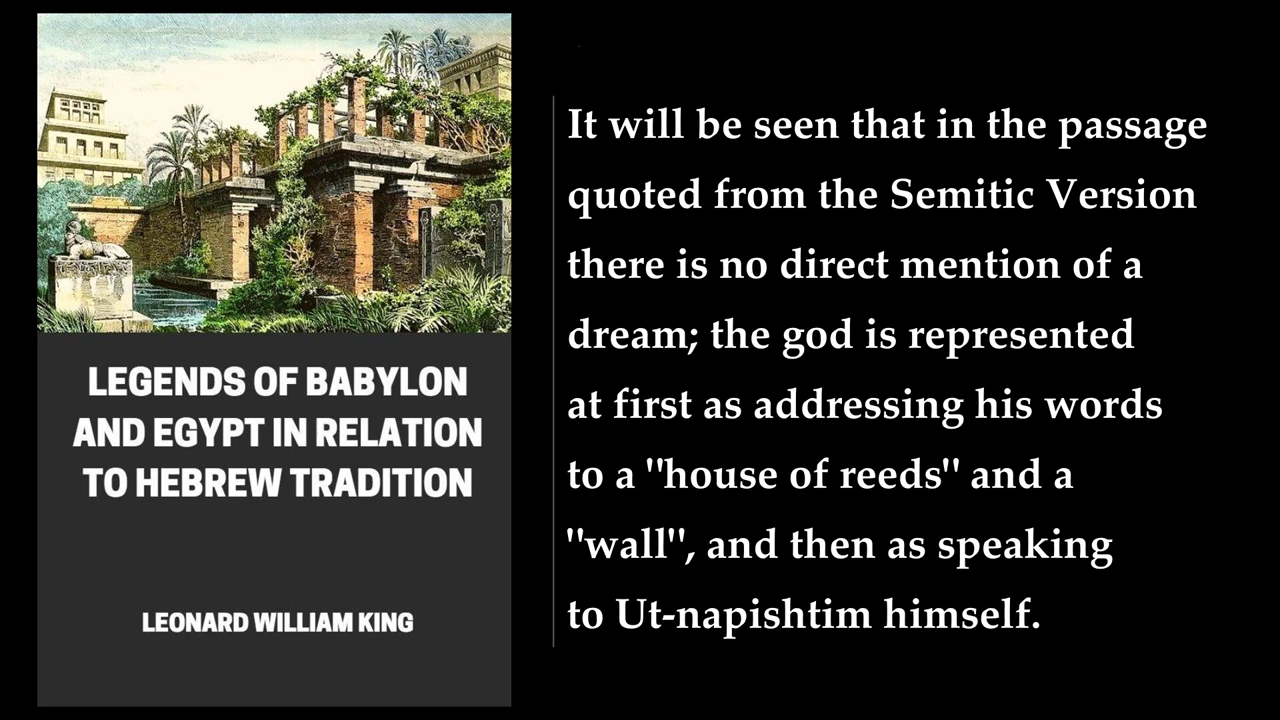 LEGENDS OF BABYLON
AND EGYPT IN RELATION
TO HEBREW TRADITION
LEONARD WILLIAM KING
It will be seen that in the passage
quoted from the Semitic Version
there is no direct mention of a
dream; the god is represented
at first as addressing his words
to a "house of reeds" and a
"wall", and then as speaking
to Ut-napishtim himself.